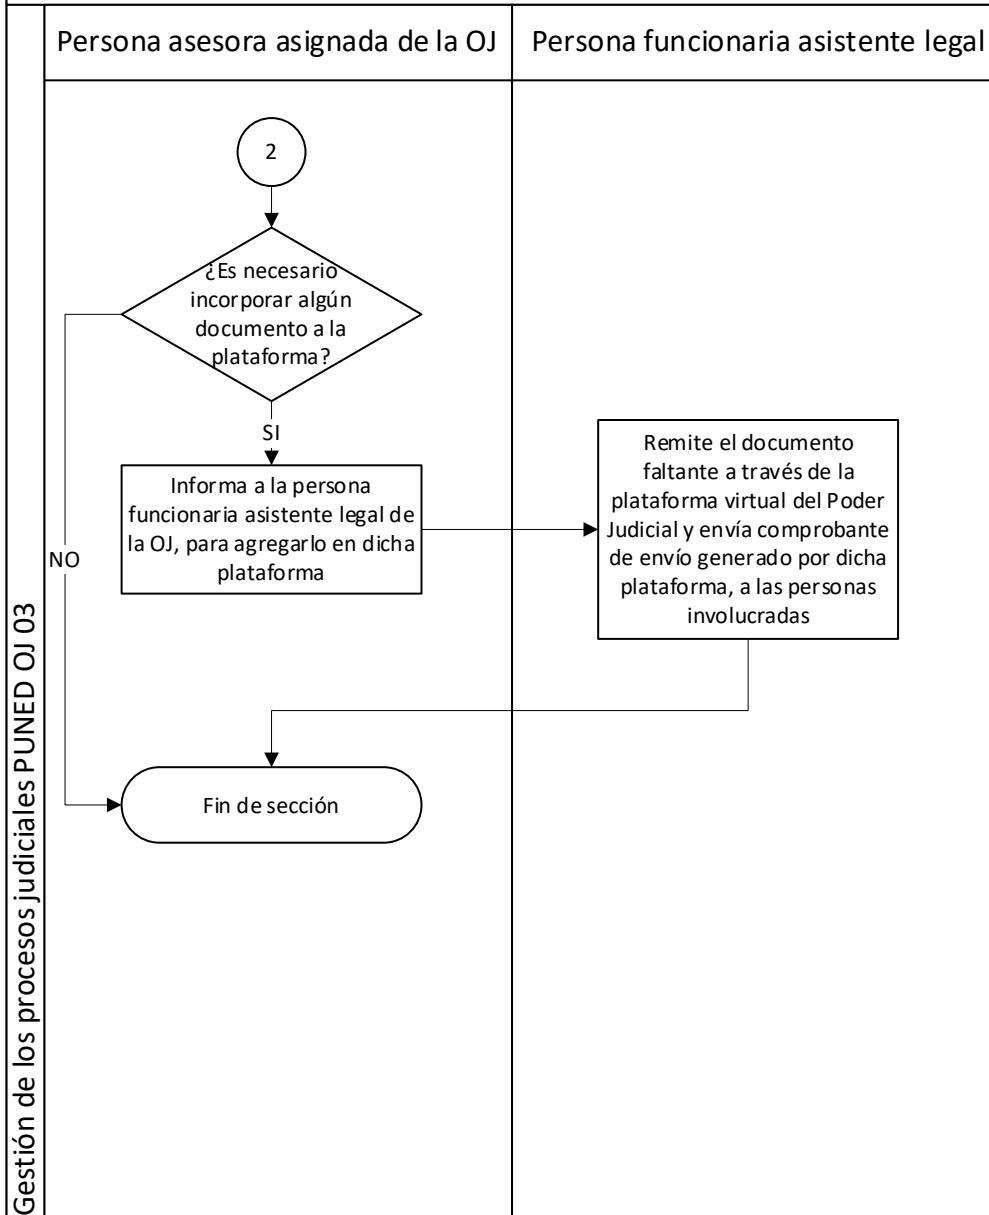 Persona asesora asignada de la OJ
Persona funcionaria asistente legal
2
¿Es necesario
incorporar algún
documento a la
plataforma?
SI
Informa a la persona
funcionaria asistente legal de
la OJ, para agregarlo en dicha
plataforma
Remite el documento
faltante a través de la
plataforma virtual del Poder
Judicial y envía comprobante
de envío generado por dicha
plataforma, a las personas
involucradas
NO
Fin de sección
Gestión de los procesos judiciales PUNED OJ 03